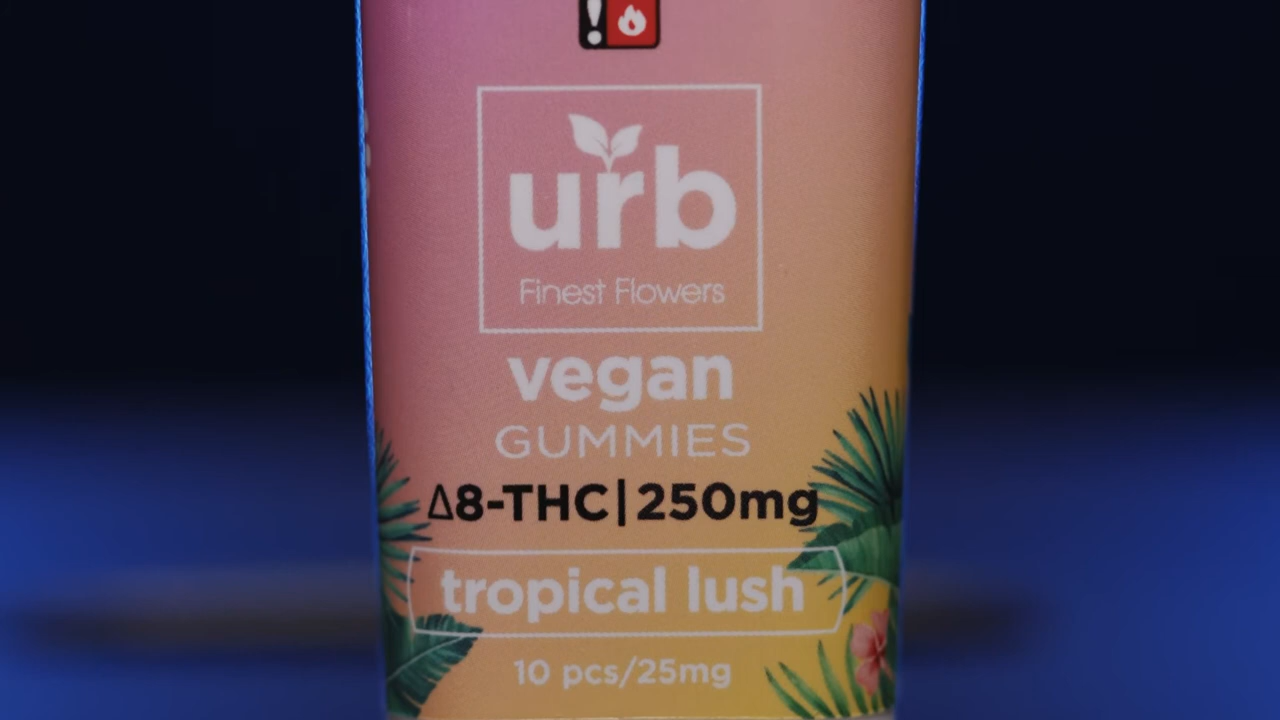 urb
Finest Flowers
vegan
GUMMIES
Δ8-THC|250mg
tropical lush
10 pcs/25mg